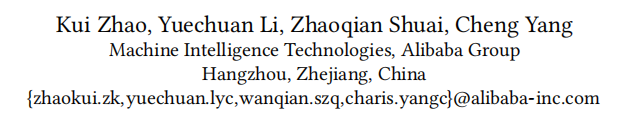 Kui Zhao, Yuechuan Li, Zhaoqian Shuai, Cheng Yang
Machine Intelligence Technologies, Alibaba Group
Hangzhou, Zhejiang, China
{zhaokui.zk,yuechuan.lyc,wanqian.szq,charis.yangc}@alibaba-inc.com